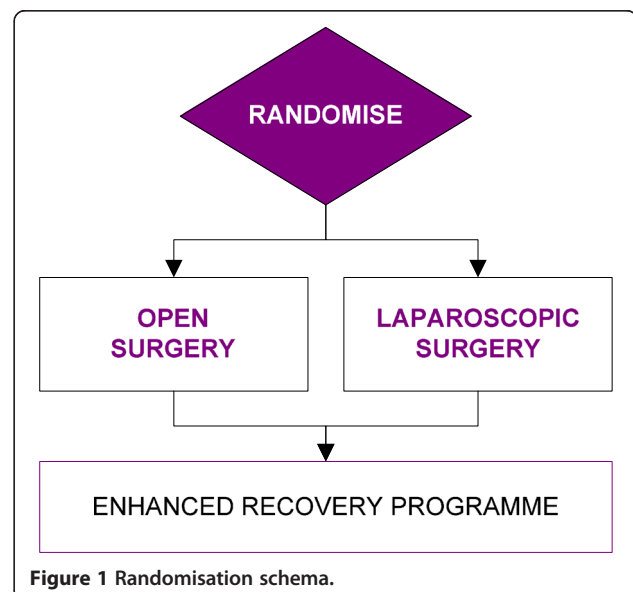 RANDOMISE
OPEN
SURGERY
LAPAROSCOPIC
SURGERY
ENHANCED RECOVERY PROGRAMME
Figure 1 Randomisation schema.